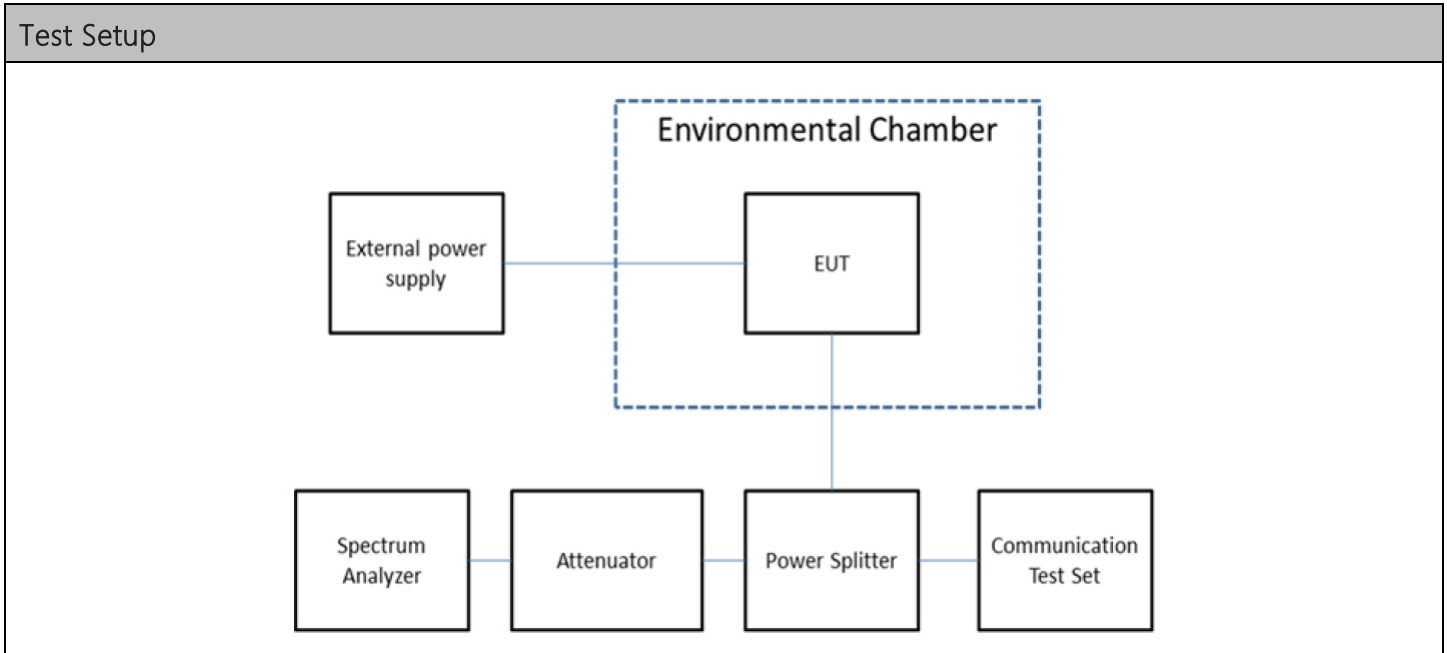 Test Setup
Environmental Chamber
External power
supply
EUT
Spectrum
Analyzer
Attenuator
Power Splitter
Communication
Test Set